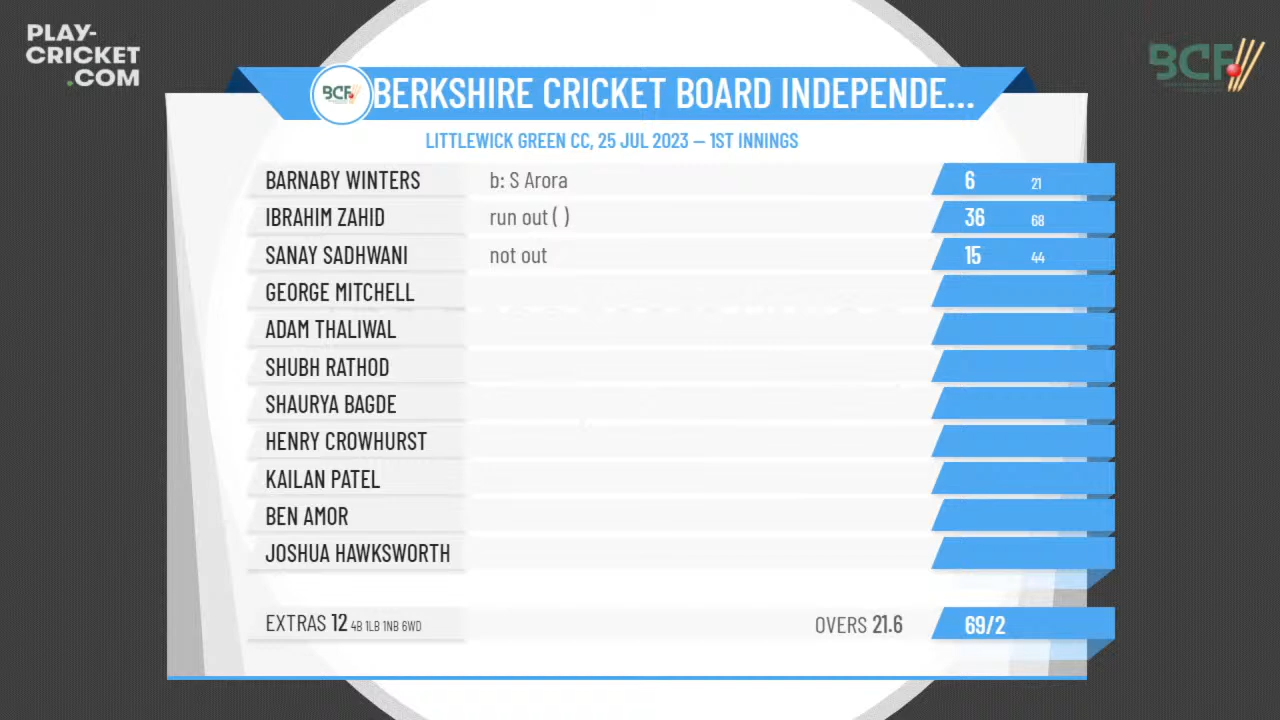 PLAY-
CRICKET
.COM
BCF
BCF
BERKSHIRE CRICKET BOARD INDEPENDE...
LITTLEWICK GREEN CC, 25 JUL 2023 – 1ST INNINGS
BARNABY WINTERS b: S Arora 6 21
IBRAHIM ZAHID run out ( ) 36 68
SANAY SADHWANI not out 15 44
GEORGE MITCHELL
ADAM THALIWAL
SHUBH RATHOD
SHAURYA BAGDE
HENRY CROWHURST
KAILAN PATEL
BEN AMOR
JOSHUA HAWKSWORTH
EXTRAS 12 4B 1LB 1NB 6WD OVERS 21.6 69/2